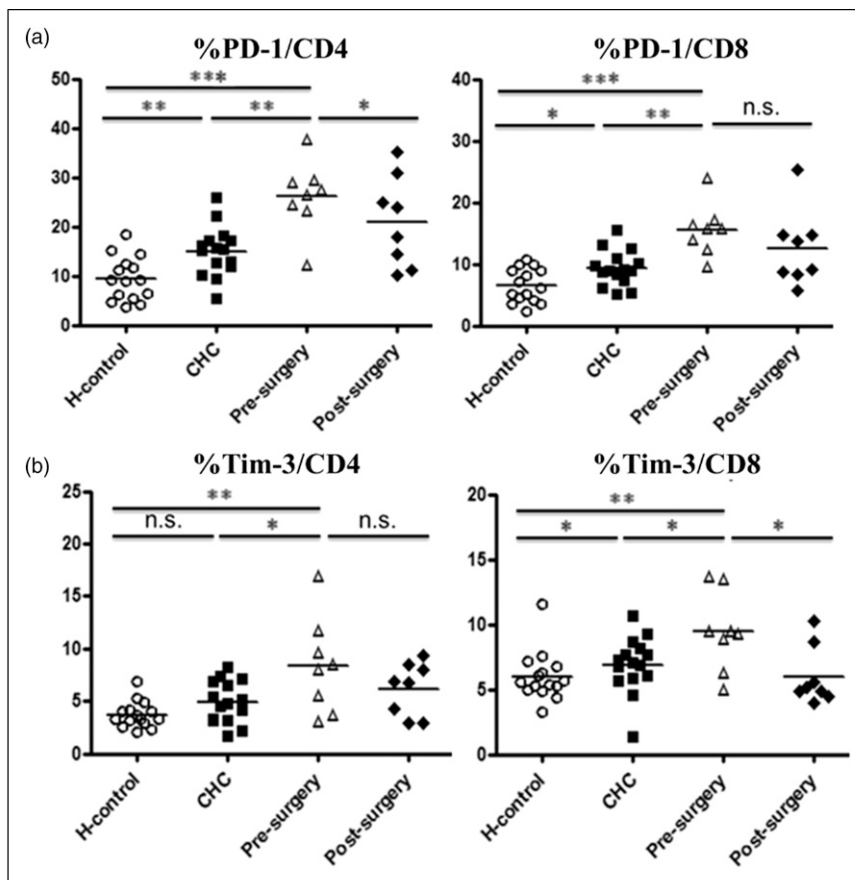 (a)
%PD-1/CD4
50
40
30
20
10
0
***
** ** *
H-control CHC Pre-surgery Post-surgery
%PD-1/CD8
40
30
20
10
0
***
* ** n.s.
H-control CHC Pre-surgery Post-surgery
(b)
%Tim-3/CD4
25
20
15
10
5
0
**
n.s. * n.s.
H-control CHC Pre-surgery Post-surgery
%Tim-3/CD8
20
15
10
5
0
**
* * *
H-control CHC Pre-surgery Post-surgery